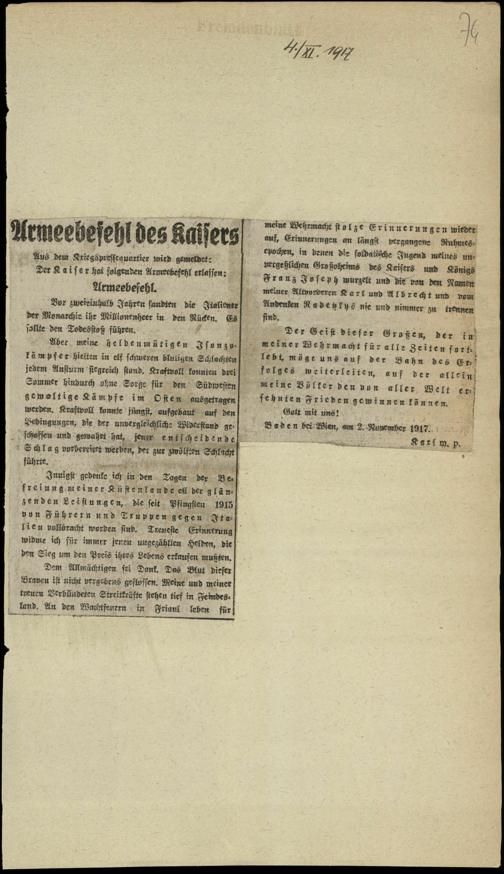 Fremdenblatt
4./XI. 1917
74
Armeebefehl des Kaisers
Aus dem Kriegspressequartier wird gemeldet:
Der Kaiser hat folgenden Armeebefehl erlassen:
Armeebefehl.
Vor zweieinhalb Jahren sandten die Italiener
der Monarchie ihr Millionenheer in den Rücken. Es
sollte den Todesstoß führen.
Aber meine heldenmütigen Isonzo-
kämpfer hielten in elf schweren blutigen Schlachten
jedem Ansturm siegreich stand. Kraftvoll konnten drei
Sommer hindurch ohne Sorge für den Südwesten
gewaltige Kämpfe im Osten ausgetragen
werden. Kraftvoll konnte jüngst, aufgebaut auf den
Bedingungen, die der unvergleichliche Widerstand ge-
schaffen und gewahrt hat, jener entscheidende
Schlag vorbereitet werden, der zur zwölften Schlacht
führte.
Innigst gedenke ich in den Tagen der Be-
freiung meiner Küstenlande all der glän-
zenden Leistungen, die seit Pfingsten 1915
von Führern und Truppen gegen Ita-
lien vollbracht worden sind. Treueste Erinnerung
widme ich für immer jenen ungezählten Helden, die
den Sieg um den Preis ihres Lebens erkaufen mußten.
Dem Allmächtigen sei Dank. Das Blut dieser
Braven ist nicht vergebens geflossen. Meine und meiner
treuen Verbündeten Streitkräfte stehen tief in Feindes-
land. An den Wachtfeuern in Friaul leben für
meine Wehrmacht stolze Erinnerungen wieder
auf, Erinnerungen an längst vergangene Ruhmes-
epochen, in denen die soldatische Jugend meines un-
vergeßlichen Großoheims des Kaisers und Königs
Franz Joseph wurzelt und die von den Namen
meiner Altvorderen Karl und Albrecht und vom
Andenken Radetzkys nie und nimmer zu trennen
sind.
Der Geist dieser Großen, der in
meiner Wehrmacht für alle Zeiten fort-
lebt, möge uns auf der Bahn des Er-
folges weiterleiten, auf der allein
meine Völker den von aller Welt er-
sehnten Frieden gewinnen können.
Gott mit uns!
Baden bei Wien, am 2. November 1917.
Karl m. p.